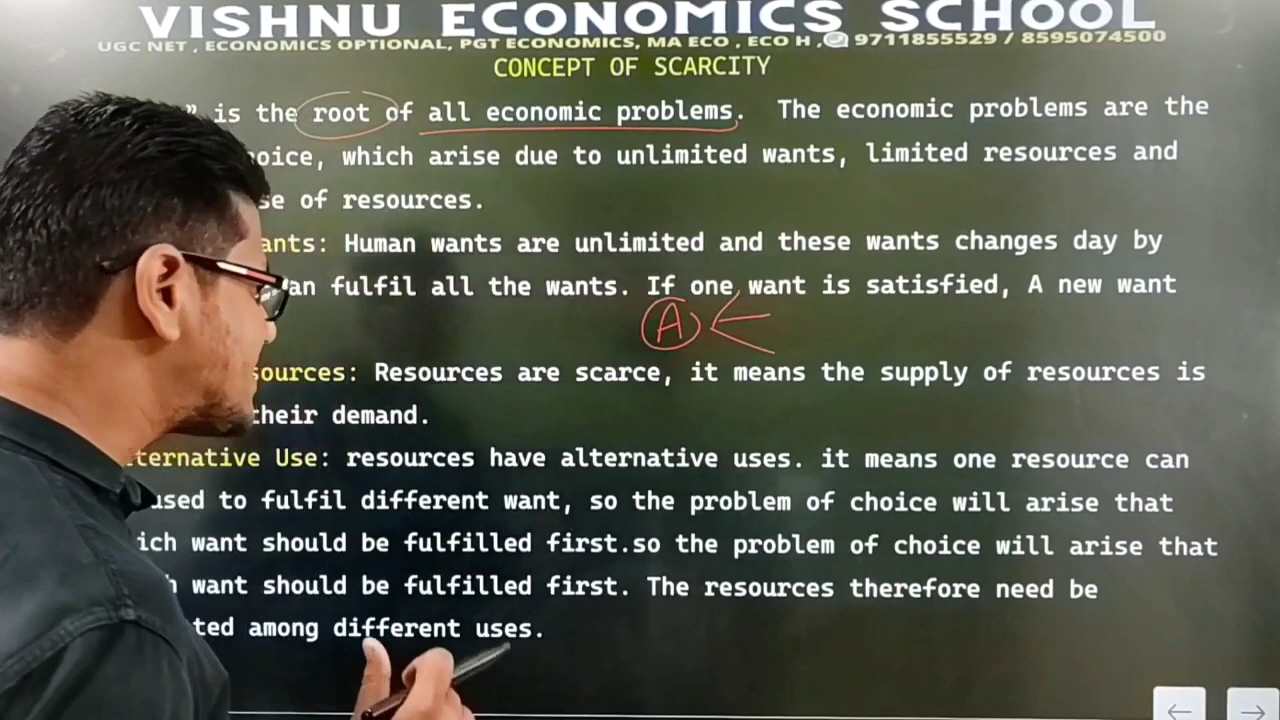 VISHNU ECONOMICS SCHOOL
UGC NET , ECONOMICS OPTIONAL, PGT ECONOMICS, MA ECO , ECO H , 9711855529 / 8595074500
CONCEPT OF SCARCITY
” is the root of all economic problems. The economic problems are the
oice, which arise due to unlimited wants, limited resources and
se of resources.
ants: Human wants are unlimited and these wants changes day by
an fulfil all the wants. If one want is satisfied, A new want
A
sources: Resources are scarce, it means the supply of resources is
their demand.
ternative Use: resources have alternative uses. it means one resource can
used to fulfil different want, so the problem of choice will arise that
ich want should be fulfilled first.so the problem of choice will arise that
h want should be fulfilled first. The resources therefore need be
ted among different uses.